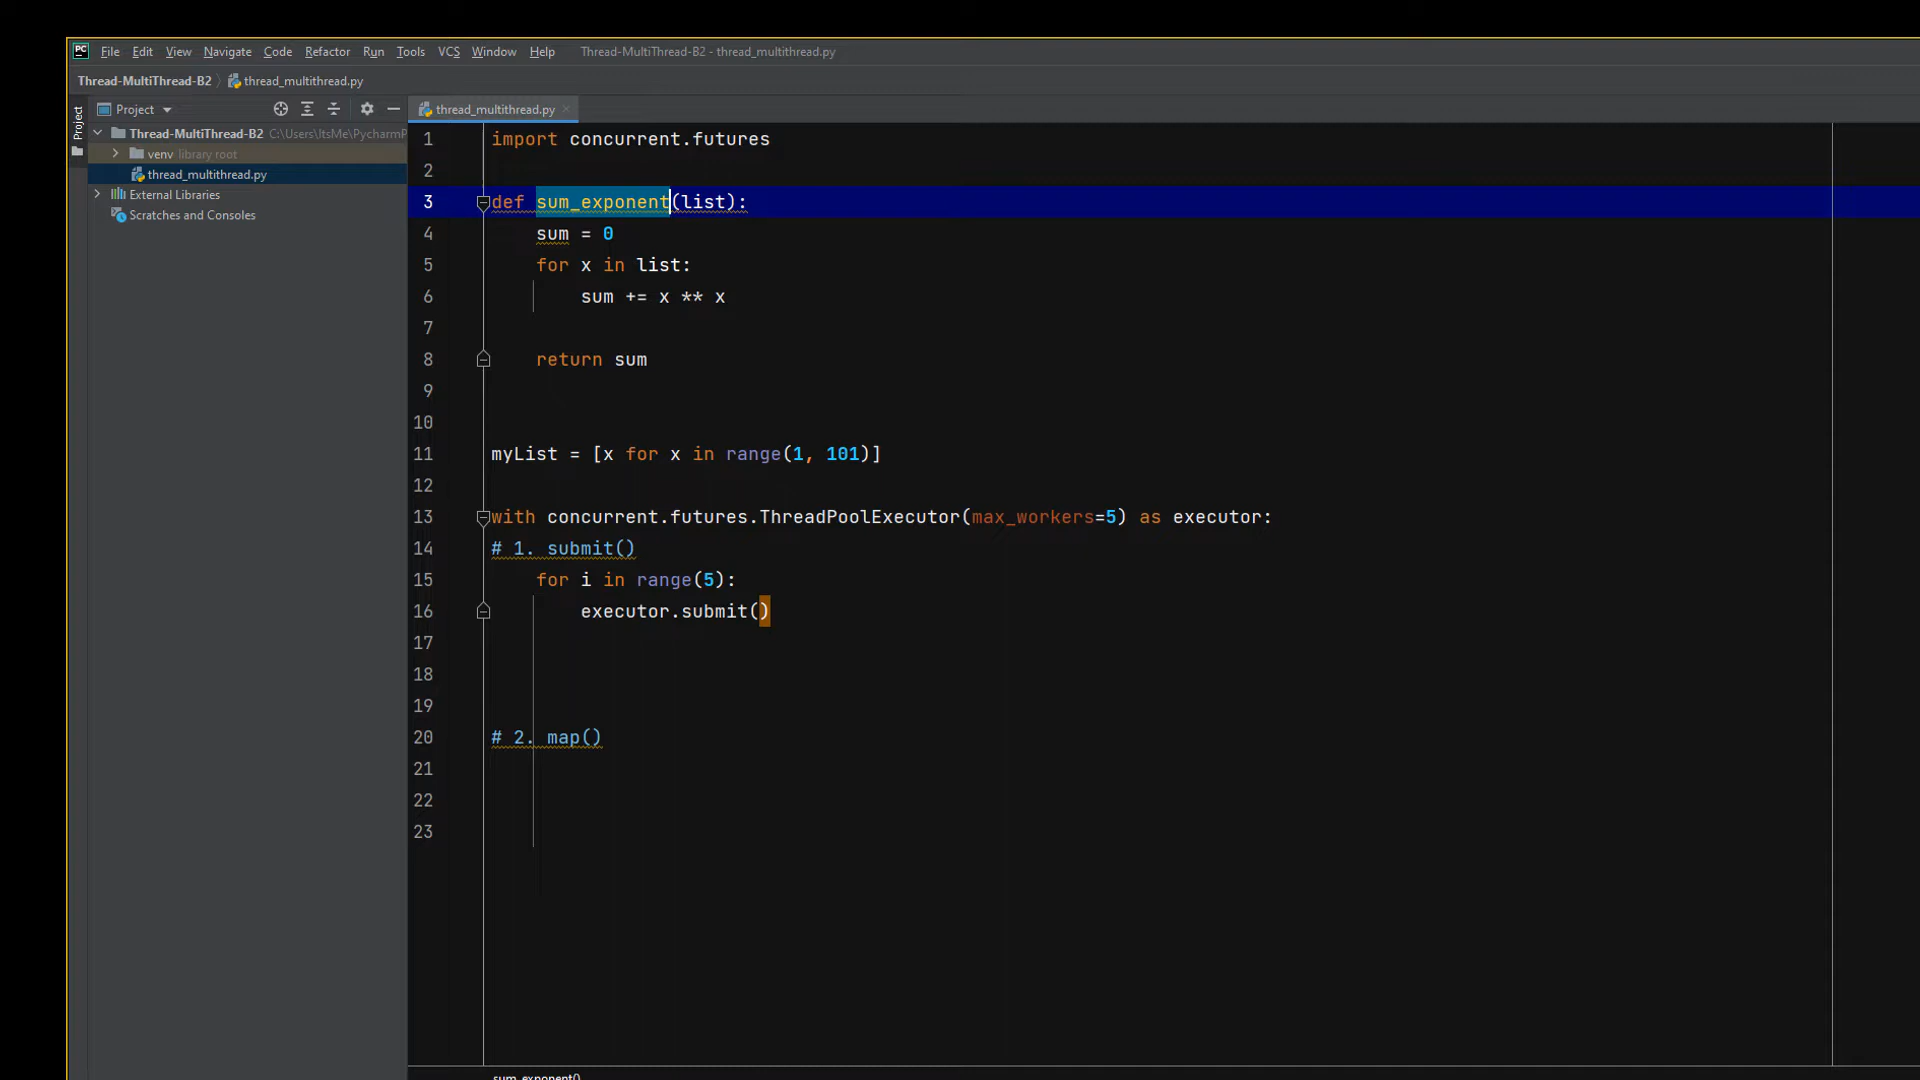 PC File Edit View Navigate Code Refactor Run Tools VCS Window Help Thread-MultiThread-B2 - thread_multithread.py
Thread-MultiThread-B2 thread_multithread.py
Project
Project
thread_multithread.py
Thread-MultiThread-B2 C:\Users\ItsMe\PycharmP
venv library root
thread_multithread.py
External Libraries
Scratches and Consoles
1 import concurrent.futures
2
3 def sum_exponent(list):
4 sum = 0
5 for x in list:
6 sum += x ** x
7
8 return sum
9
10
11 myList = [x for x in range(1, 101)]
12
13 with concurrent.futures.ThreadPoolExecutor(max_workers=5) as executor:
14 # 1. submit()
15 for i in range(5):
16 executor.submit()
17
18
19
20 # 2. map()
21
22
23
sum_exponent()